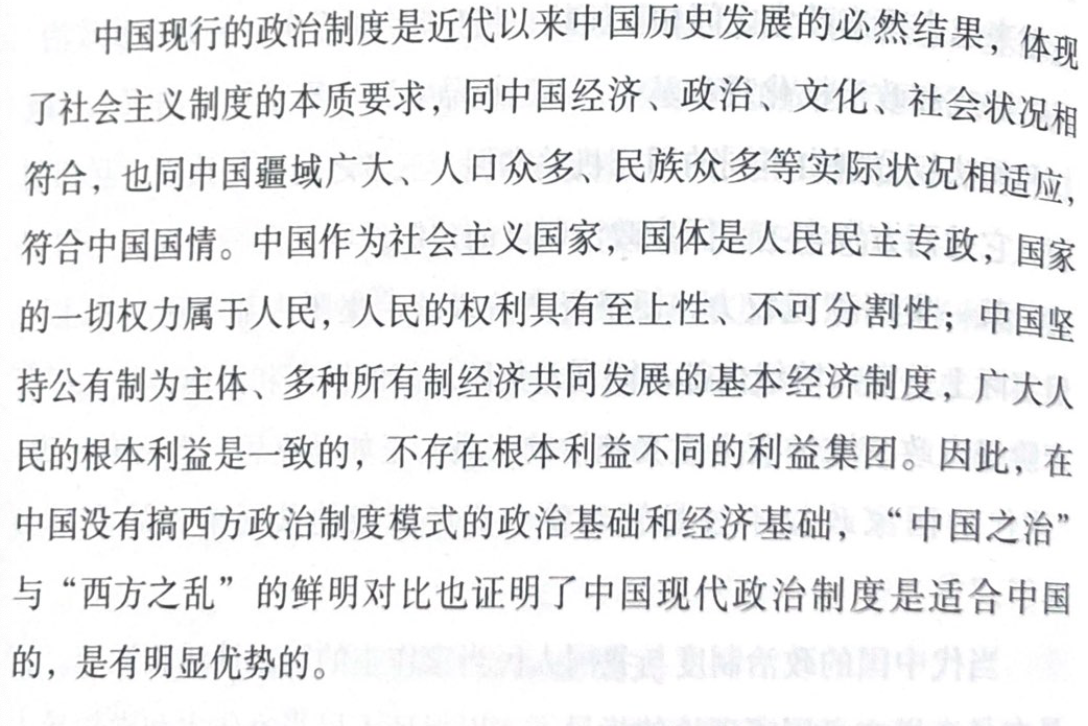 中国现行的政治制度是近代以来中国历史发展的必然结果，体现
了社会主义制度的本质要求，同中国经济、政治、文化、社会状况相
符合，也同中国疆域广大、人口众多、民族众多等实际状况相适应，
符合中国国情。中国作为社会主义国家，国体是人民民主专政，国家
的一切权力属于人民，人民的权利具有至上性、不可分割性；中国坚
持公有制为主体、多种所有制经济共同发展的基本经济制度，广大人
民的根本利益是一致的，不存在根本利益不同的利益集团。因此，在
中国没有搞西方政治制度模式的政治基础和经济基础，“中国之治”
与“西方之乱”的鲜明对比也证明了中国现代政治制度是适合中国
的，是有明显优势的。